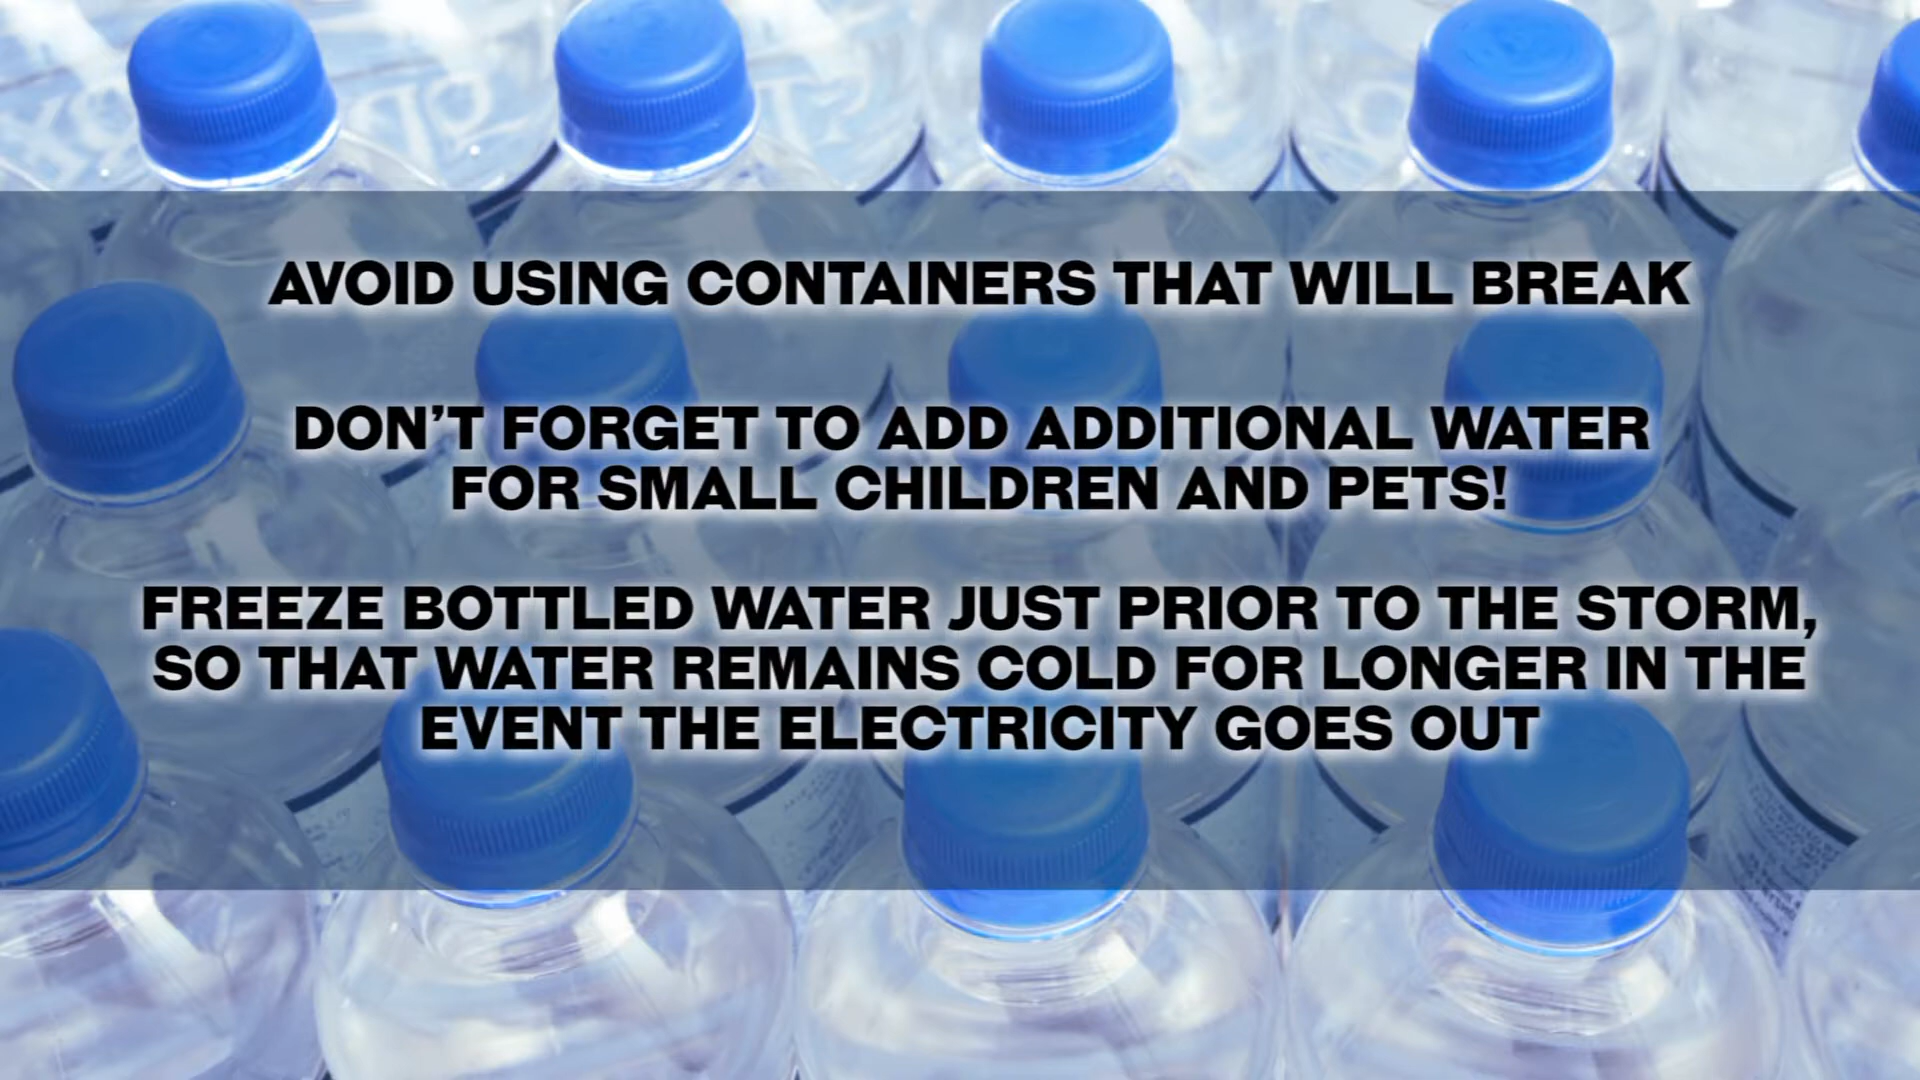 AVOID USING CONTAINERS THAT WILL BREAK
DON'T FORGET TO ADD ADDITIONAL WATER
FOR SMALL CHILDREN AND PETS!
FREEZE BOTTLED WATER JUST PRIOR TO THE STORM,
SO THAT WATER REMAINS COLD FOR LONGER IN THE
EVENT THE ELECTRICITY GOES OUT